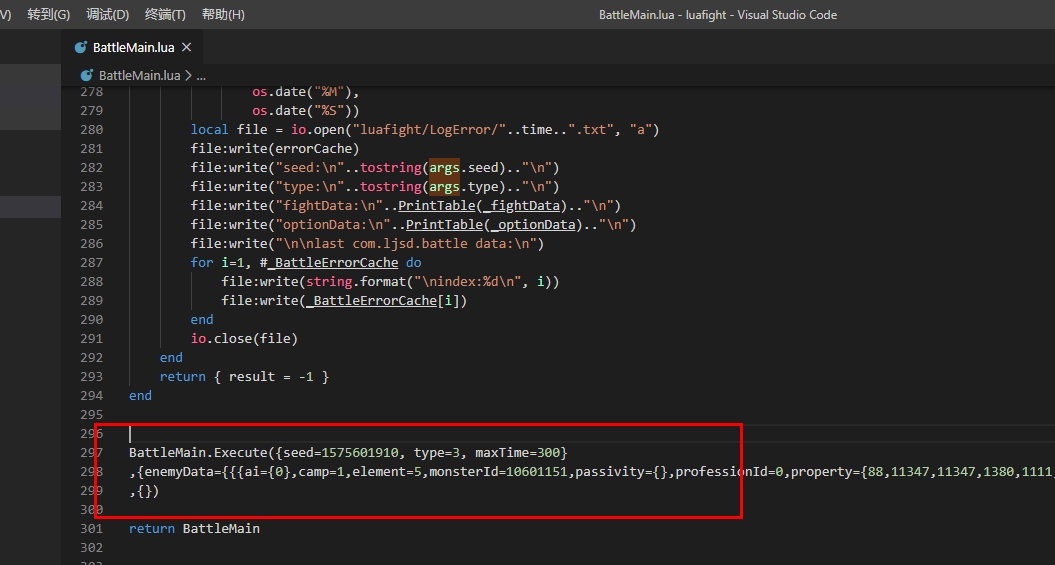 V) 转到(G) 调试(D) 终端(T) 帮助(H) BattleMain.lua - luafight - Visual Studio Code
BattleMain.lua ×
BattleMain.lua > ...
278 os.date("%M"),
279 os.date("%S"))
280 local file = io.open("luafight/LogError/"..time..".txt", "a")
281 file:write(errorCache)
282 file:write("seed:\n"..tostring(args.seed).."\n")
283 file:write("type:\n"..tostring(args.type).."\n")
284 file:write("fightData:\n"..PrintTable(_fightData).."\n")
285 file:write("optionData:\n"..PrintTable(_optionData).."\n")
286 file:write("\n\nlast com.ljsd.battle data:\n")
287 for i=1, #_BattleErrorCache do
288 file:write(string.format("\nindex:%d\n", i))
289 file:write(_BattleErrorCache[i])
290 end
291 io.close(file)
292 end
293 return { result = -1 }
294 end
295
296
297 BattleMain.Execute({seed=1575601910, type=3, maxTime=300}
298 ,{enemyData={{{ai={0},camp=1,element=5,monsterId=10601151,passivity={},professionId=0,property={88,11347,11347,1380,1111,
299 ,{})
300
301 return BattleMain
302